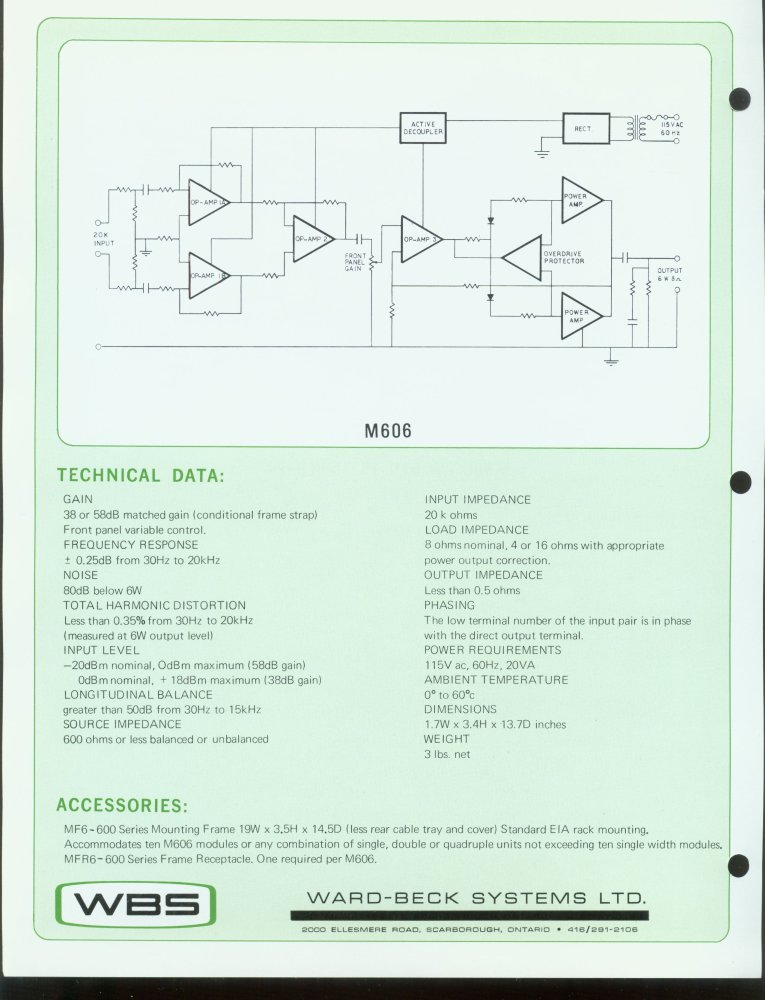 ACTIVE
DECOUPLER
RECT.
115VAC
60Hz
OP-AMP 1A
POWER
AMP.
20K
INPUT
OP-AMP 2
OP-AMP 3
FRONT
PANEL
GAIN
OVERDRIVE
PROTECTOR
OP-AMP 1B
OUTPUT
6W 8Ω
POWER
AMP
M606
TECHNICAL DATA:
GAIN
38 or 58dB matched gain (conditional frame strap)
Front panel variable control.
FREQUENCY RESPONSE
± 0.25dB from 30Hz to 20kHz
NOISE
80dB below 6W
TOTAL HARMONIC DISTORTION
Less than 0.35% from 30Hz to 20kHz
(measured at 6W output level)
INPUT LEVEL
—20dBm nominal, 0dBm maximum (58dB gain)
0dBm nominal, + 18dBm maximum (38dB gain)
LONGITUDINAL BALANCE
greater than 50dB from 30Hz to 15kHz
SOURCE IMPEDANCE
600 ohms or less balanced or unbalanced
INPUT IMPEDANCE
20 k ohms
LOAD IMPEDANCE
8 ohms nominal, 4 or 16 ohms with appropriate
power output correction.
OUTPUT IMPEDANCE
Less than 0.5 ohms
PHASING
The low terminal number of the input pair is in phase
with the direct output terminal.
POWER REQUIREMENTS
115V ac, 60Hz, 20VA
AMBIENT TEMPERATURE
0° to 60°c
DIMENSIONS
1.7W x 3.4H x 13.7D inches
WEIGHT
3 lbs. net
ACCESSORIES:
MF6-600 Series Mounting Frame 19W x 3.5H x 14.5D (less rear cable tray and cover) Standard EIA rack mounting.
Accommodates ten M606 modules or any combination of single, double or quadruple units not exceeding ten single width modules.
MFR6-600 Series Frame Receptacle. One required per M606.
WBS
WARD-BECK SYSTEMS LTD.
2000 ELLESMERE ROAD, SCARBOROUGH, ONTARIO • 416/291-2106